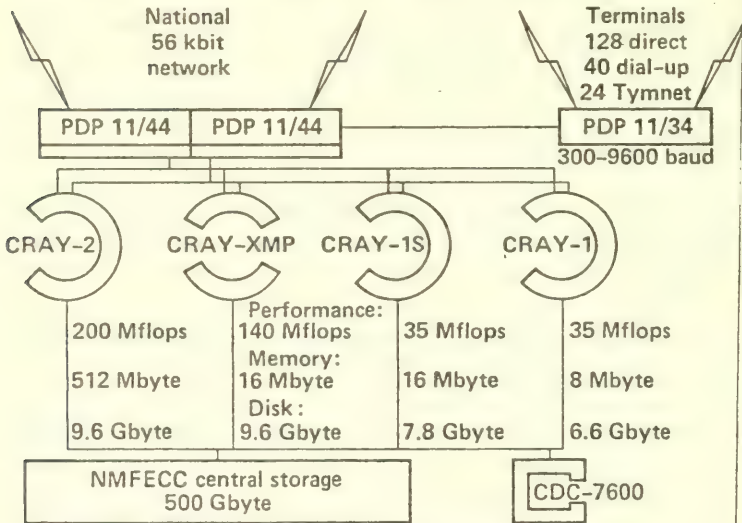 National
56 kbit
network
Terminals
128 direct
40 dial-up
24 Tymnet
PDP 11/44
PDP 11/44
PDP 11/34
300-9600 baud
CRAY-2
CRAY-XMP
CRAY-1S
CRAY-1
Performance:
200 Mflops
140 Mflops
35 Mflops
35 Mflops
Memory:
512 Mbyte
16 Mbyte
16 Mbyte
8 Mbyte
Disk :
9.6 Gbyte
9.6 Gbyte
7.8 Gbyte
6.6 Gbyte
NMFECC central storage
500 Gbyte
CDC-7600